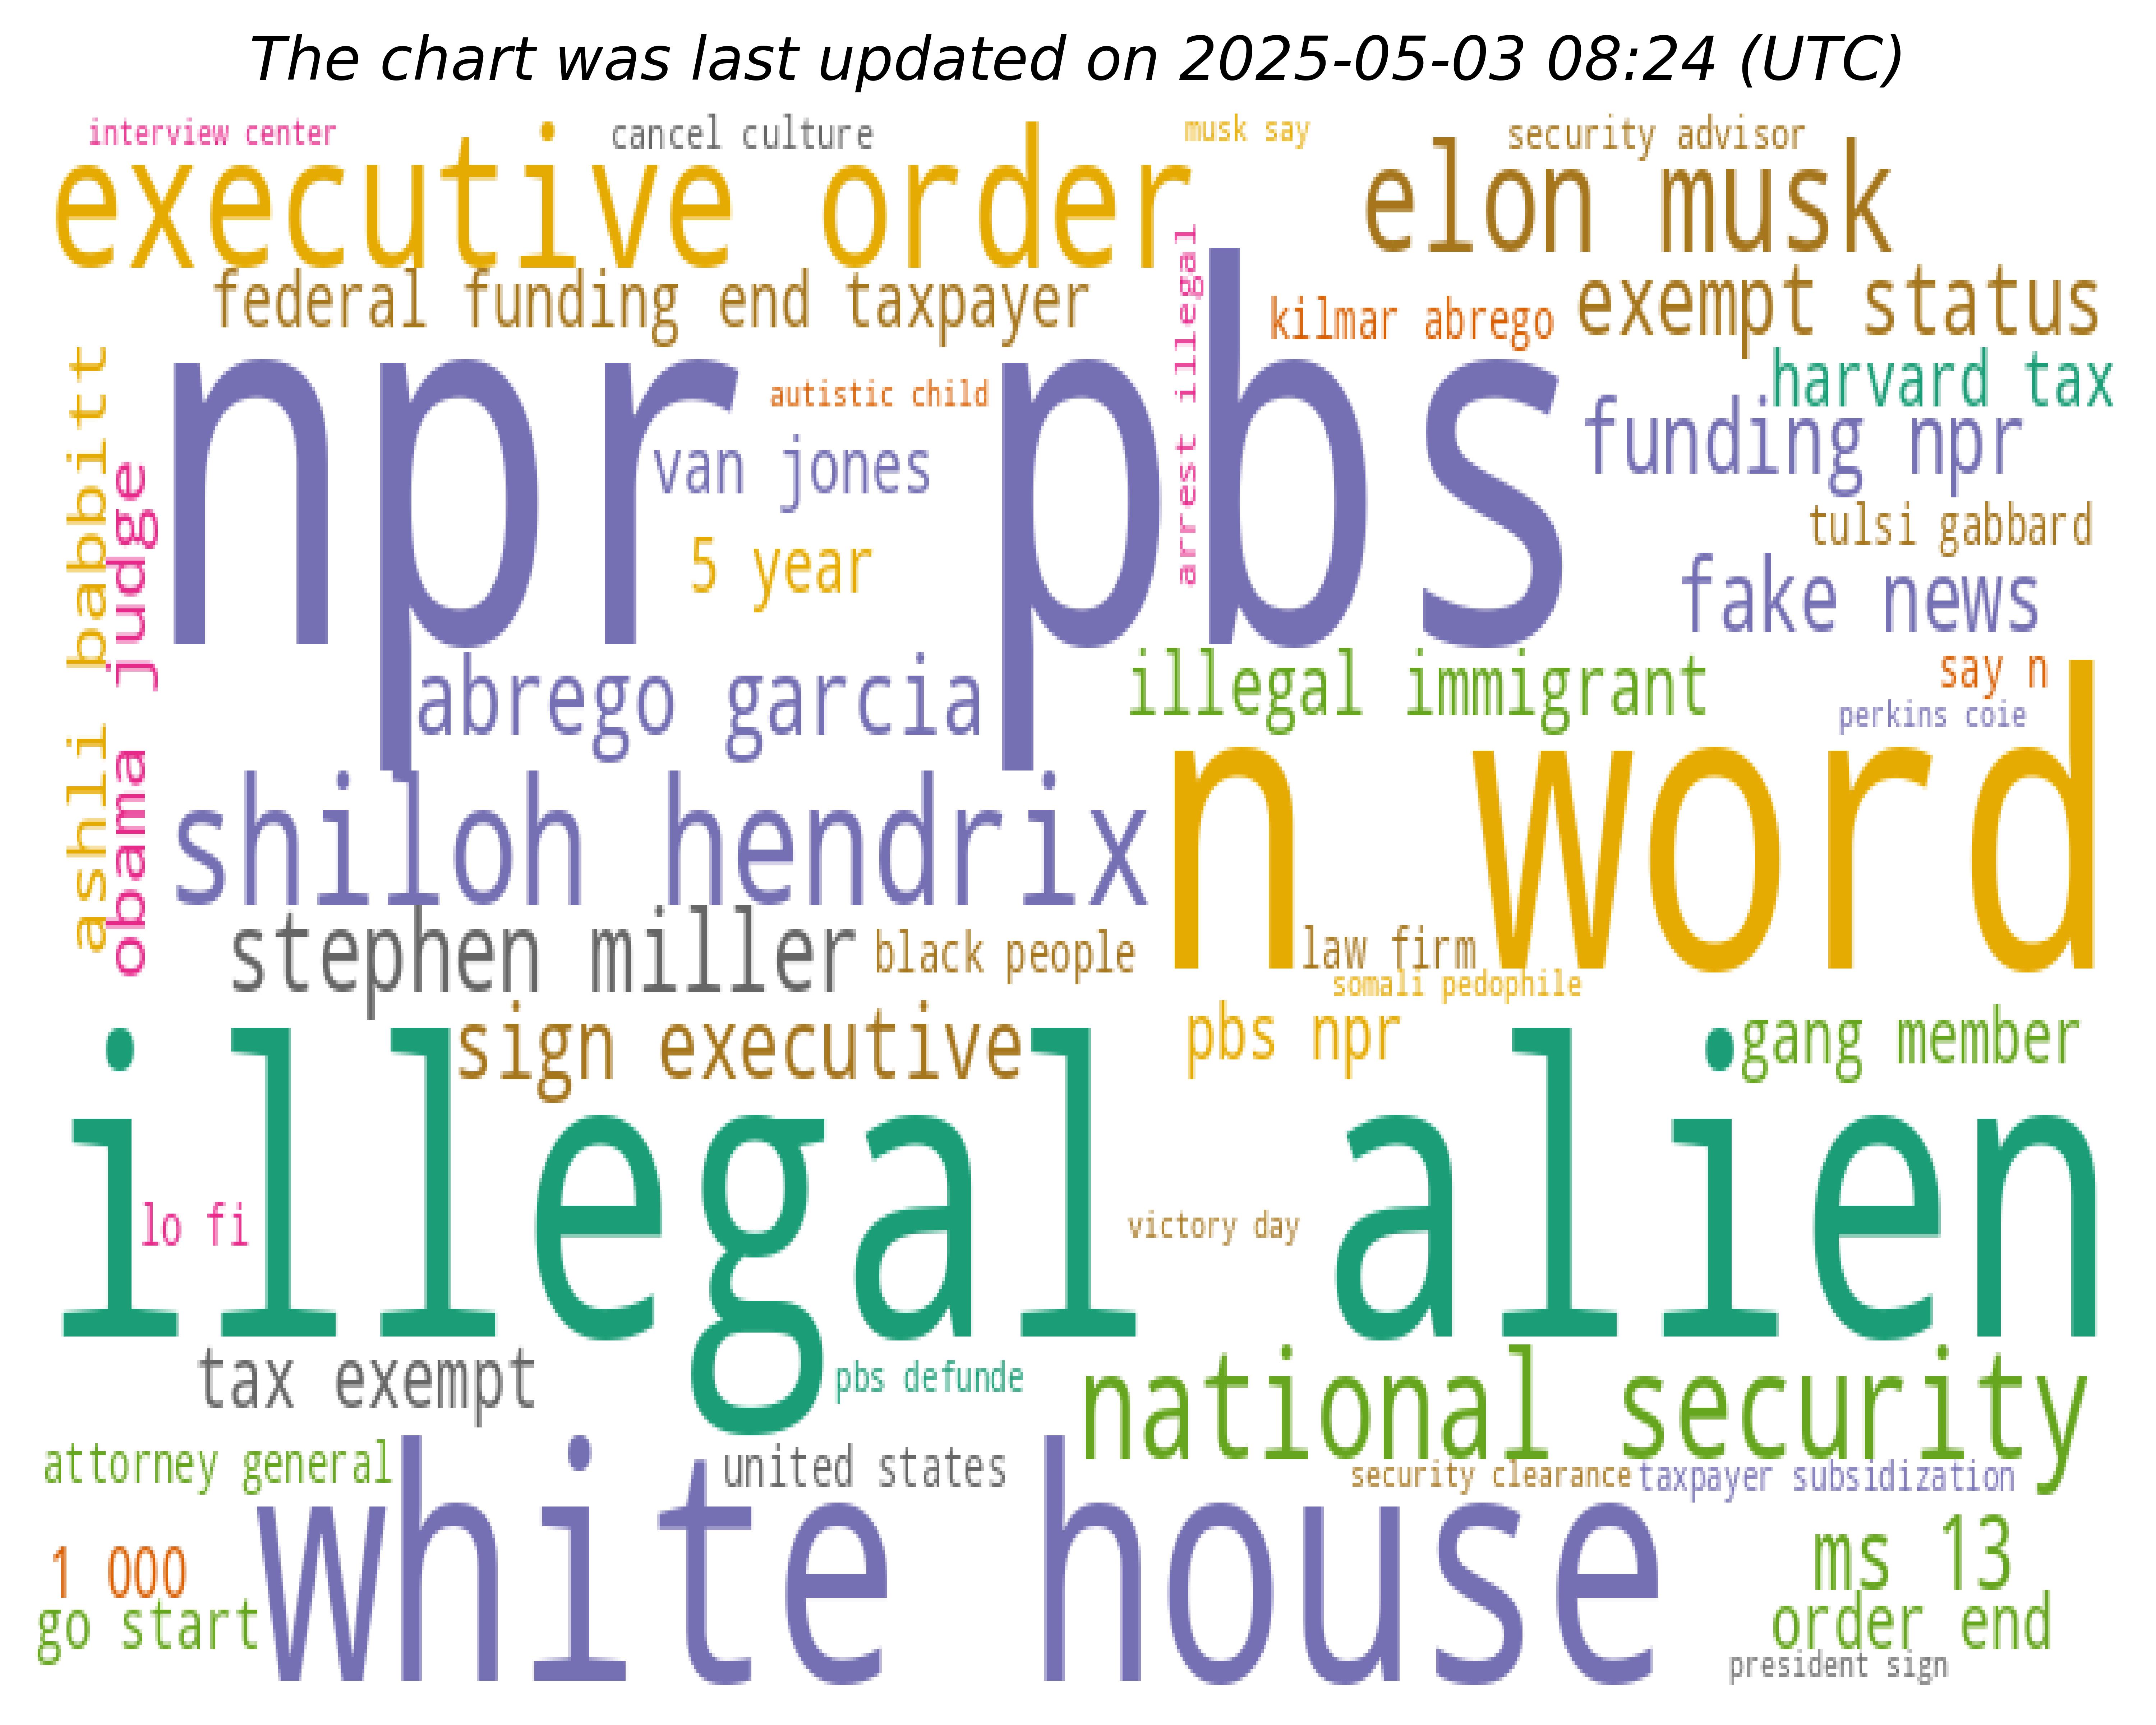 The chart was last updated on 2025-05-03 08:24 (UTC)
interview center
cancel culture
musk say
security advisor
executive order
elon musk
federal funding end taxpayer
arrest illegal
kilmar abrego
exempt status
harvard tax
npr pbs
autistic child
van jones
5 year
funding npr
tulsi gabbard
fake news
ashli babbitt
obama judge
abrego garcia
illegal immigrant
say n
perkins coie
shiloh hendrix
n word
stephen miller
black people
law firm
somali pedophile
sign executive
pbs npr
gang member
illegal alien
lo fi
victory day
tax exempt
pbs defunde
national security
attorney general
united states
security clearance
taxpayer subsidization
white house
1 000
go start
ms 13
order end
president sign